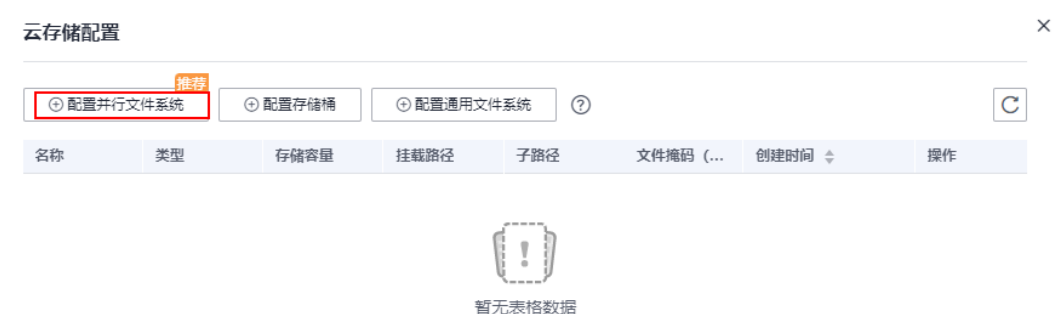 云存储配置
推荐
配置并行文件系统 配置存储桶 配置通用文件系统
名称 类型 存储容量 挂载路径 子路径 文件掩码（... 创建时间 操作
暂无表格数据